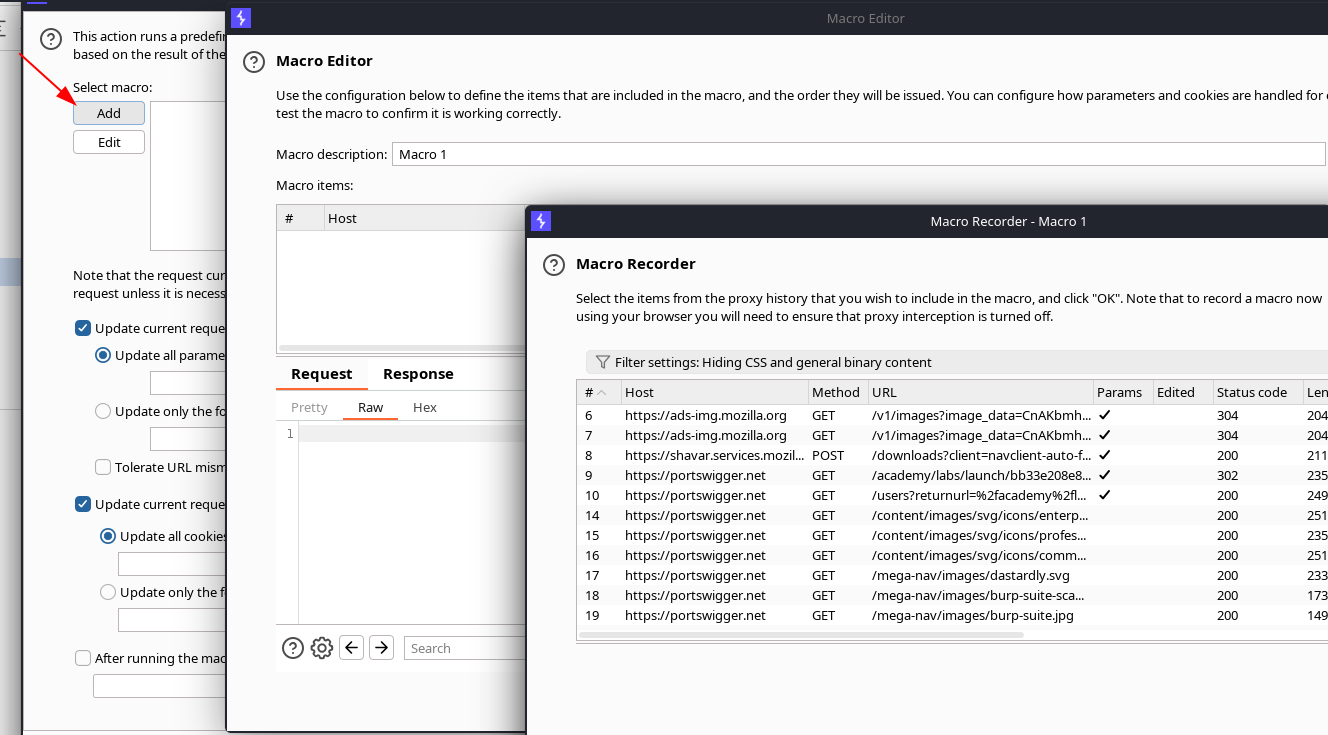 This action runs a predefi
based on the result of the
Select macro:
Add
Edit
Note that the request cur
request unless it is necess
Update current reque
Update all parame
Update only the fo
Tolerate URL mism
Update current reque
Update all cookies
Update only the f
After running the mac
Macro Editor
Macro Editor
Use the configuration below to define the items that are included in the macro, and the order they will be issued. You can configure how parameters and cookies are handled for
test the macro to confirm it is working correctly.
Macro description: Macro 1
Macro items:
# Host
Request Response
Pretty Raw Hex
1
Search
Macro Recorder - Macro 1
Macro Recorder
Select the items from the proxy history that you wish to include in the macro, and click "OK". Note that to record a macro now
using your browser you will need to ensure that proxy interception is turned off.
Filter settings: Hiding CSS and general binary content
# Host Method URL Params Edited Status code Len
6 https://ads-img.mozilla.org GET /v1/images?image_data=CnAKbmh... ✓ 304 204
7 https://ads-img.mozilla.org GET /v1/images?image_data=CnAKbmh... ✓ 304 204
8 https://shavar.services.mozil... POST /downloads?client=navclient-auto-f... ✓ 200 211
9 https://portswigger.net GET /academy/labs/launch/bb33e208e8... ✓ 302 235
10 https://portswigger.net GET /users?returnurl=%2facademy%2fl... ✓ 200 249
14 https://portswigger.net GET /content/images/svg/icons/enterp... 200 251
15 https://portswigger.net GET /content/images/svg/icons/profes... 200 235
16 https://portswigger.net GET /content/images/svg/icons/comm... 200 251
17 https://portswigger.net GET /mega-nav/images/dastardly.svg 200 233
18 https://portswigger.net GET /mega-nav/images/burp-suite-sca... 200 173
19 https://portswigger.net GET /mega-nav/images/burp-suite.jpg 200 149